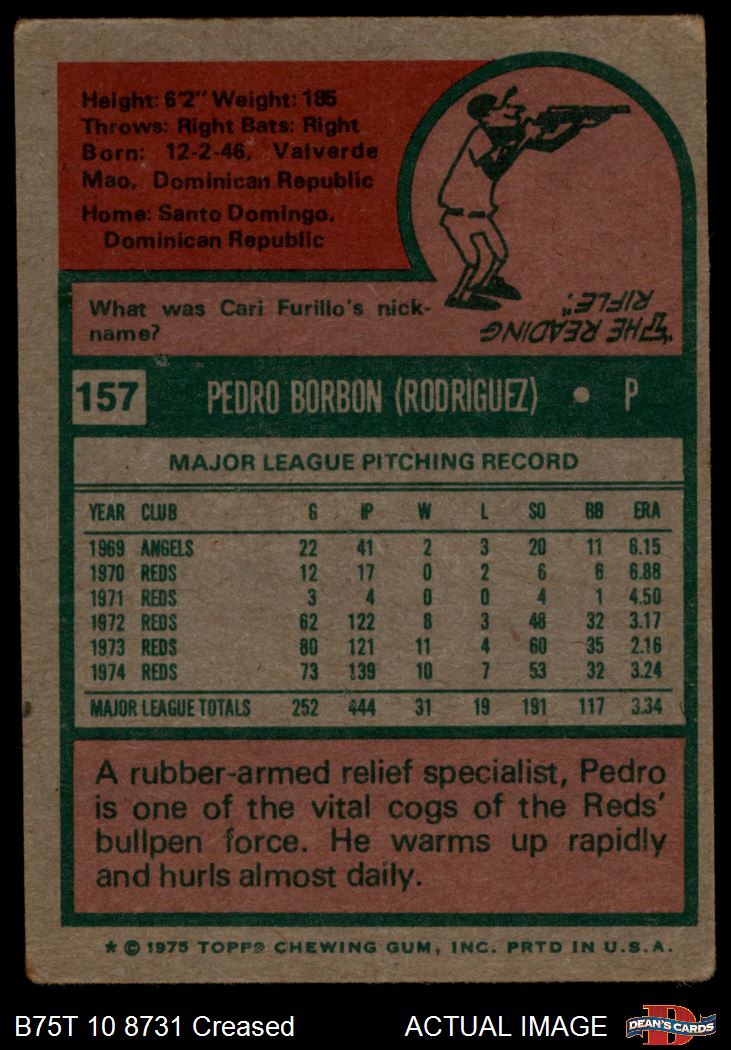 Height: 6'2" Weight: 185
Throws: Right Bats: Right
Born: 12-2-46, Valverde
Mao, Dominican Republic
Home: Santo Domingo,
Dominican Republic
What was Carl Furillo's nick-
name?
"THE READING
RIFLE".
157 PEDRO BORBON (RODRIGUEZ) • P
MAJOR LEAGUE PITCHING RECORD
YEAR CLUB G IP W L SO BB ERA
1969 ANGELS 22 41 2 3 20 11 6.15
1970 REDS 12 17 0 2 6 6 6.88
1971 REDS 3 4 0 0 4 1 4.50
1972 REDS 62 122 8 3 48 32 3.17
1973 REDS 80 121 11 4 60 35 2.16
1974 REDS 73 139 10 7 53 32 3.24
MAJOR LEAGUE TOTALS 252 444 31 19 191 117 3.34
A rubber-armed relief specialist, Pedro
is one of the vital cogs of the Reds'
bullpen force. He warms up rapidly
and hurls almost daily.
* © 1975 TOPPS CHEWING GUM, INC. PRTD IN U.S.A.
B75T 10 8731 Creased ACTUAL IMAGE
DEAN'S CARDS